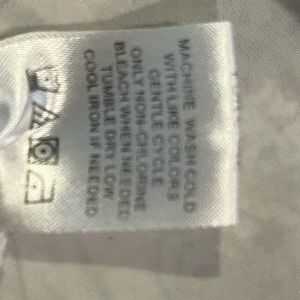 MACHINE WASH COLD
WITH LIKE COLORS
GENTLE CYCLE
ONLY NON-CHLORINE
BLEACH WHEN NEEDED
TUMBLE DRY LOW
COOL IRON IF NEEDED